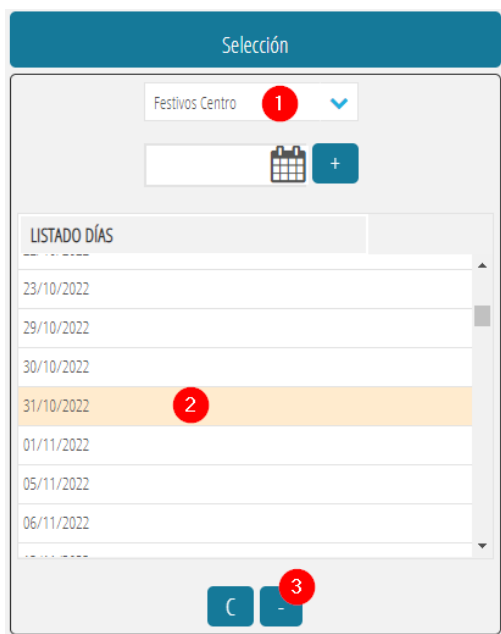 Selección
Festivos Centro 1
+
LISTADO DÍAS
23/10/2022
29/10/2022
30/10/2022
31/10/2022 2
01/11/2022
05/11/2022
06/11/2022
3
C -